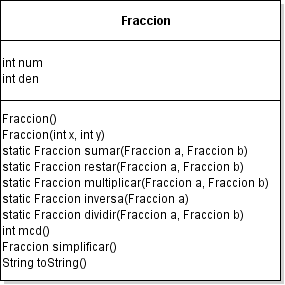 Fraccion
int num
int den
Fraccion()
Fraccion(int x, int y)
static Fraccion sumar(Fraccion a, Fraccion b)
static Fraccion restar(Fraccion a, Fraccion b)
static Fraccion multiplicar(Fraccion a, Fraccion b)
static Fraccion inversa(Fraccion a)
static Fraccion dividir(Fraccion a, Fraccion b)
int mcd()
Fraccion simplificar()
String toString()